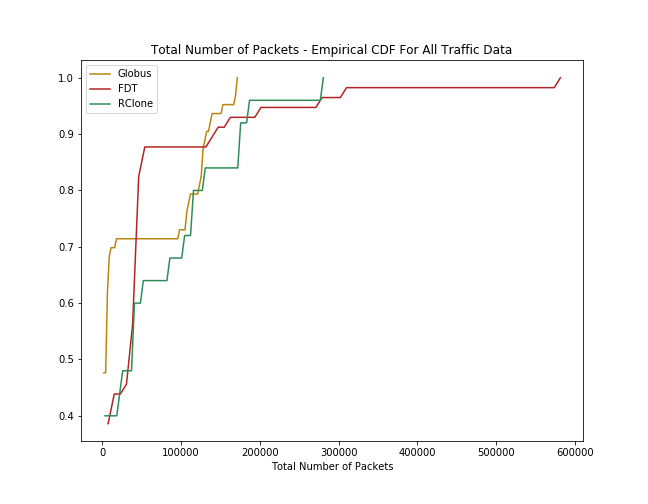 Total Number of Packets - Empirical CDF For All Traffic Data
Globus
FDT
RClone
1.0
0.9
0.8
0.7
0.6
0.5
0.4
0 100000 200000 300000 400000 500000 600000
Total Number of Packets